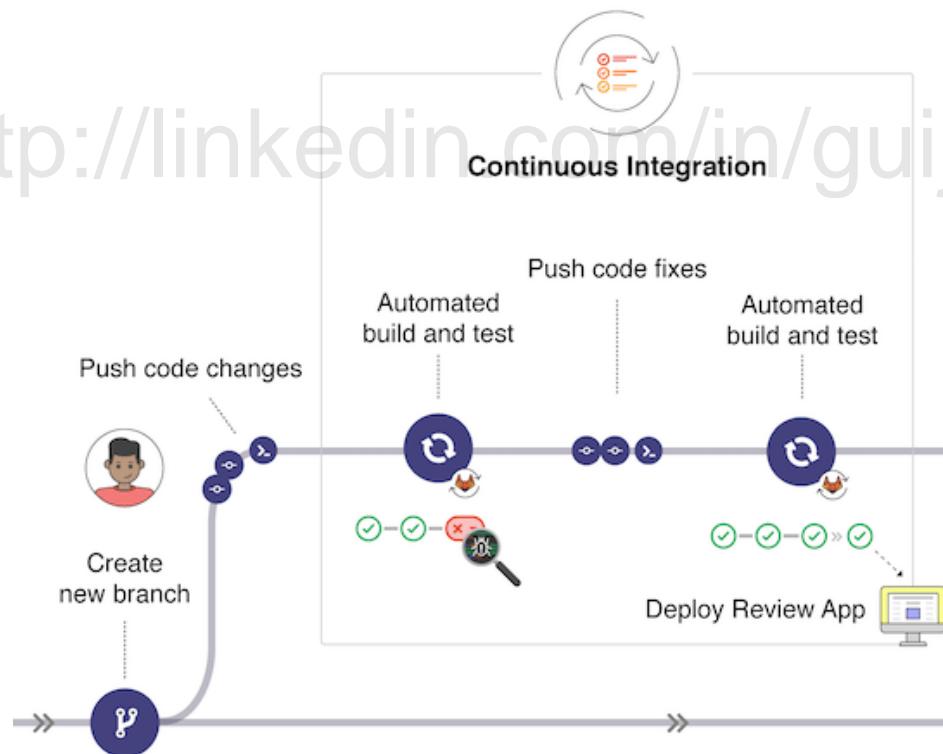 tp://linkedin.com/in/gui
Continuous Integration
Push code fixes
Automated
build and test
Automated
build and test
Push code changes
Create
new branch
Deploy Review App